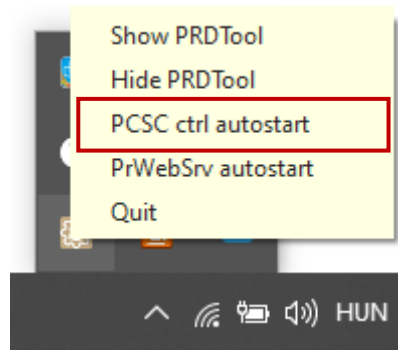 Show PRDTool
Hide PRDTool
PCSC ctrl autostart
PrWebSrv autostart
Quit
HUN